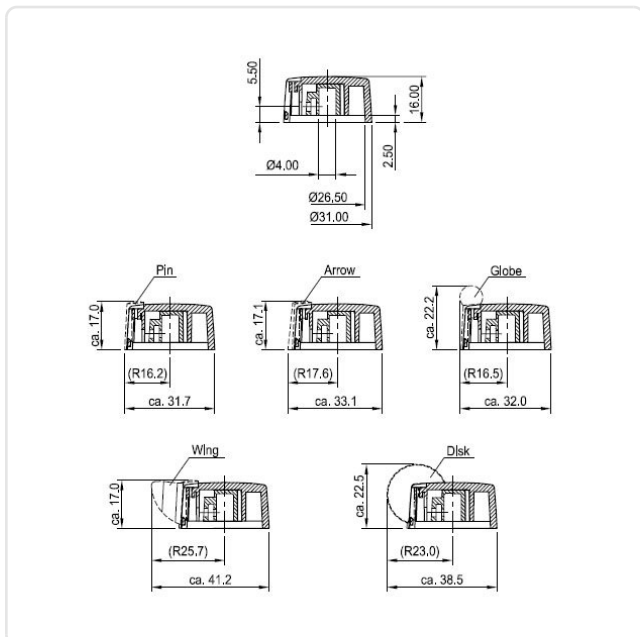 5.50
16.00
2.50
Ø4.00
Ø26.50
Ø31.00
Pin
ca. 17.0
(R16.2)
ca. 31.7
Arrow
ca. 17.1
(R17.6)
ca. 33.1
Globe
ca. 22.2
(R16.5)
ca. 32.0
Wing
ca. 17.0
(R25.7)
ca. 41.2
Disk
ca. 22.5
(R23.0)
ca. 38.5